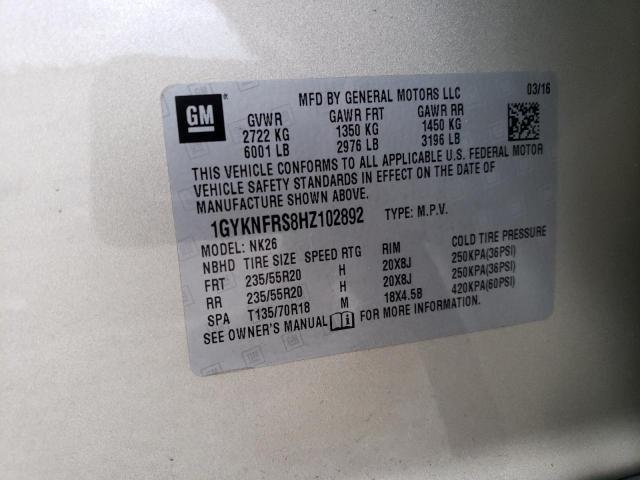 MFD BY GENERAL MOTORS LLC 03/16
GM
GVWR GAWR FRT GAWR RR
2722 KG 1350 KG 1450 KG
6001 LB 2976 LB 3196 LB
THIS VEHICLE CONFORMS TO ALL APPLICABLE U.S. FEDERAL MOTOR
VEHICLE SAFETY STANDARDS IN EFFECT ON THE DATE OF
MANUFACTURE SHOWN ABOVE.
1GYKNFRS8HZ102892 TYPE: M.P.V.
MODEL: NK26
NBHD TIRE SIZE SPEED RTG RIM COLD TIRE PRESSURE
FRT 235/55R20 H 20X8J 250KPA(36PSI)
RR 235/55R20 H 20X8J 250KPA(36PSI)
SPA T135/70R18 M 18X4.5B 420KPA(60PSI)
SEE OWNER'S MANUAL FOR MORE INFORMATION.